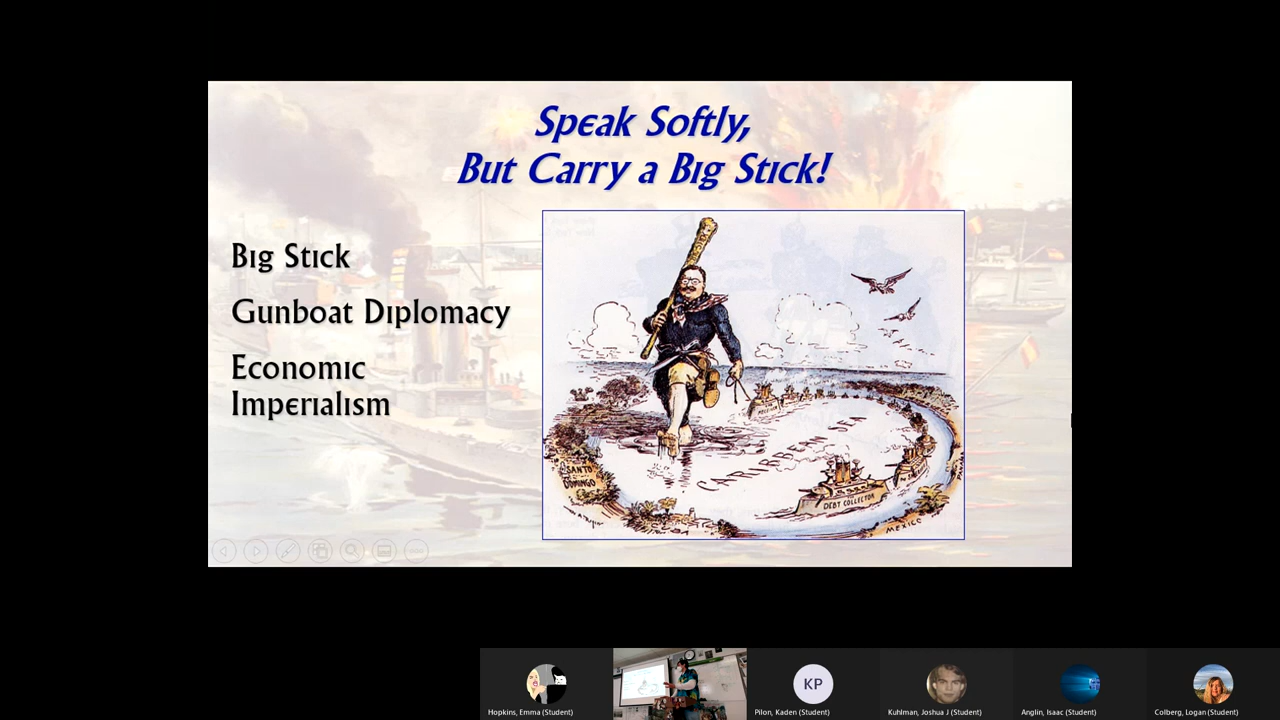 Speak Softly,
But Carry a Big Stick!
Big Stick
Gunboat Diplomacy
Economic
Imperialism
CARIBBEAN SEA
SANTO
DOMINGO
DEBT COLLECTOR
MEXICO
Hopkins, Emma (Student)
KP
Pilon, Kaden (Student)
Kuhlman, Joshua J (Student)
Anglin, Isaac (Student)
Colberg, Logan (Student)